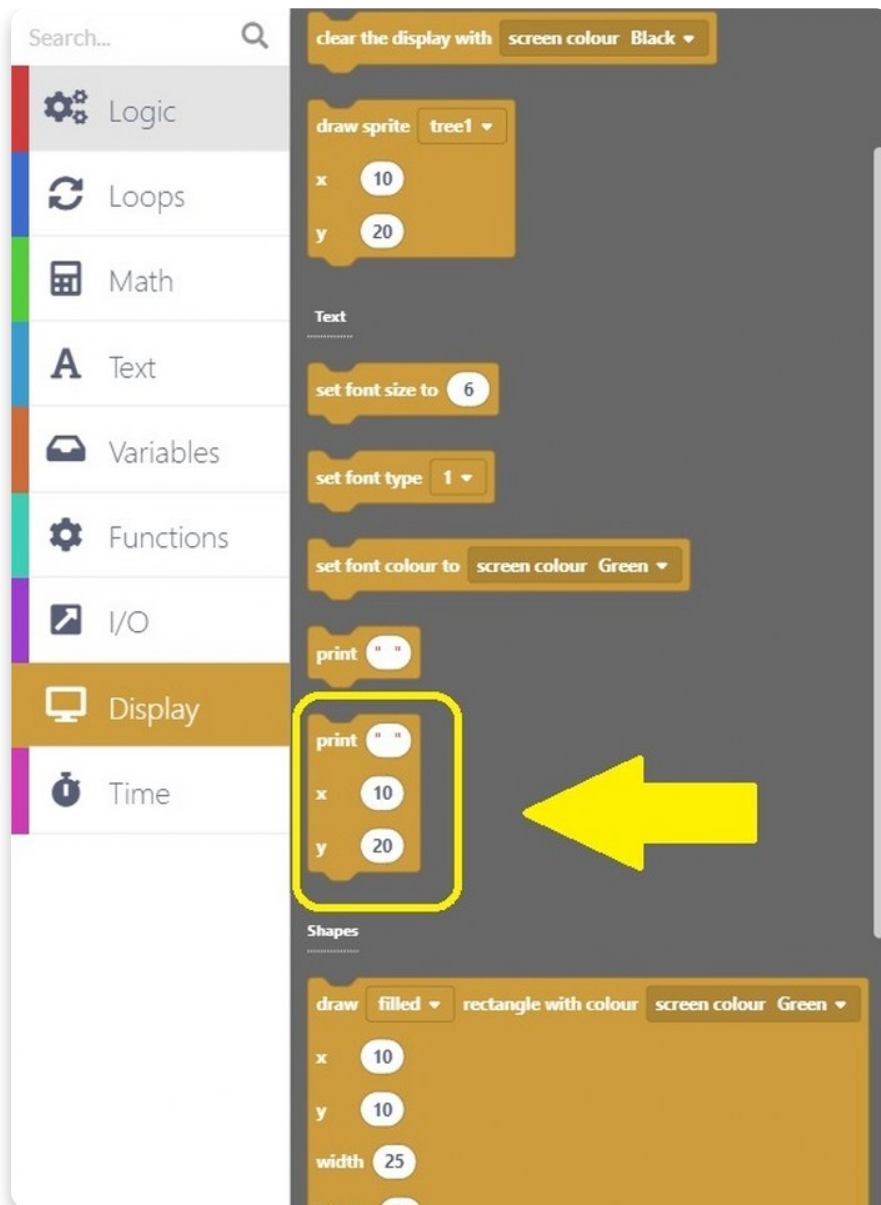 Search...
Logic
Loops
Math
A Text
Variables
Functions
I/O
Display
Time
clear the display with screen colour Black
draw sprite tree1
x 10
y 20
Text
set font size to 6
set font type 1
set font colour to screen colour Green
print " "
print " "
x 10
y 20
Shapes
draw filled rectangle with colour screen colour Green
x 10
y 10
width 25